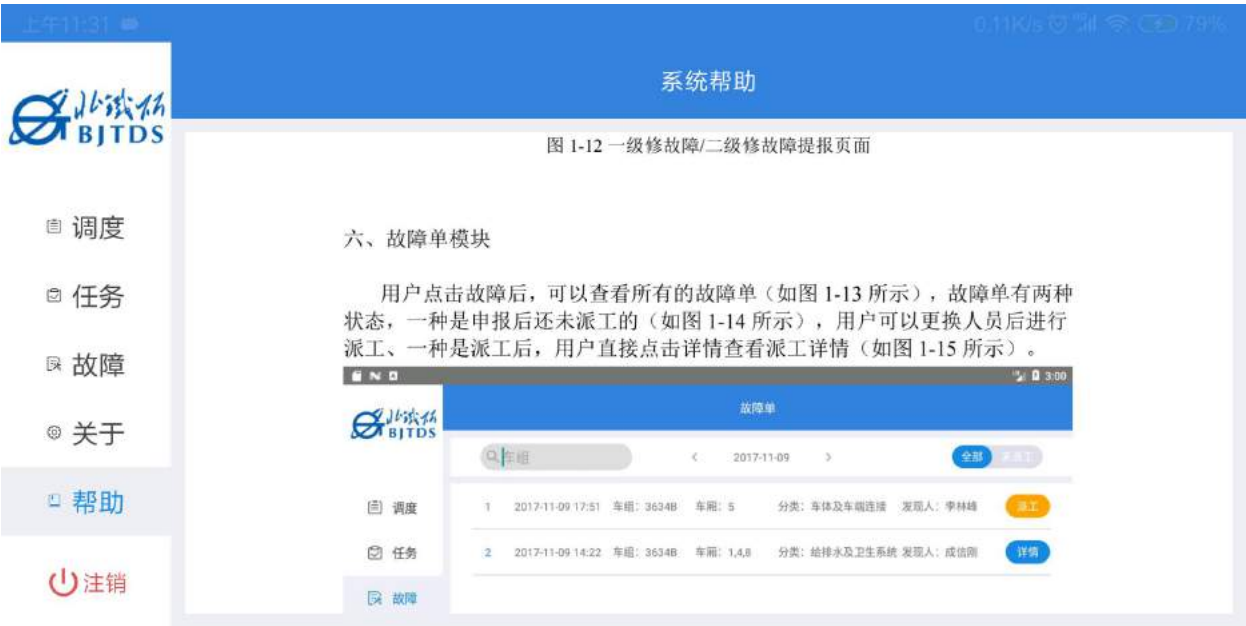 上午11:31
0.11K/s
79%
系统帮助
北铁拓
BJTDS
图 1-12 一级修故障/二级修故障提报页面
调度
任务
故障
关于
帮助
注销
六、故障单模块
用户点击故障后，可以查看所有的故障单（如图 1-13 所示），故障单有两种
状态，一种是申报后还未派工的（如图 1-14 所示），用户可以更换人员后进行
派工、一种是派工后，用户直接点击详情查看派工详情（如图 1-15 所示）。
3:00
故障单
北铁拓
BJTDS
车组
2017-11-09
全部
未派工
调度
任务
故障
1 2017-11-09 17:51 车组：3634B 车厢：5 分类：车体及车端连接 发现人：李林峰 派工
2 2017-11-09 14:22 车组：3634B 车厢：1,4,8 分类：给排水及卫生系统 发现人：成信刚 详情